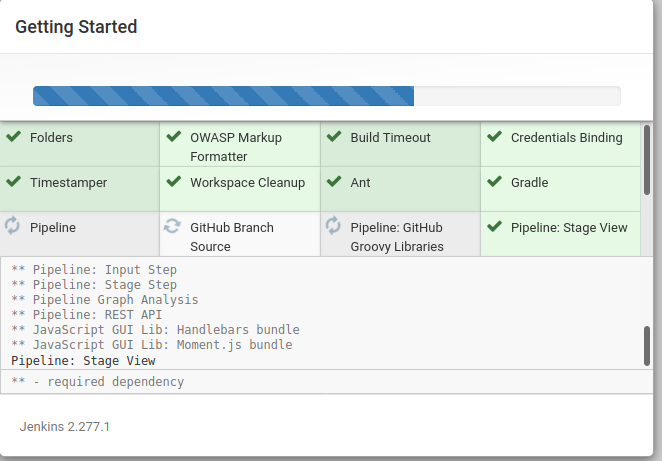 Getting Started
Folders
OWASP Markup
Formatter
Build Timeout
Credentials Binding
Timestamper
Workspace Cleanup
Ant
Gradle
Pipeline
GitHub Branch
Source
Pipeline: GitHub
Groovy Libraries
Pipeline: Stage View
** Pipeline: Input Step
** Pipeline: Stage Step
** Pipeline Graph Analysis
** Pipeline: REST API
** JavaScript GUI Lib: Handlebars bundle
** JavaScript GUI Lib: Moment.js bundle
Pipeline: Stage View
** - required dependency
Jenkins 2.277.1